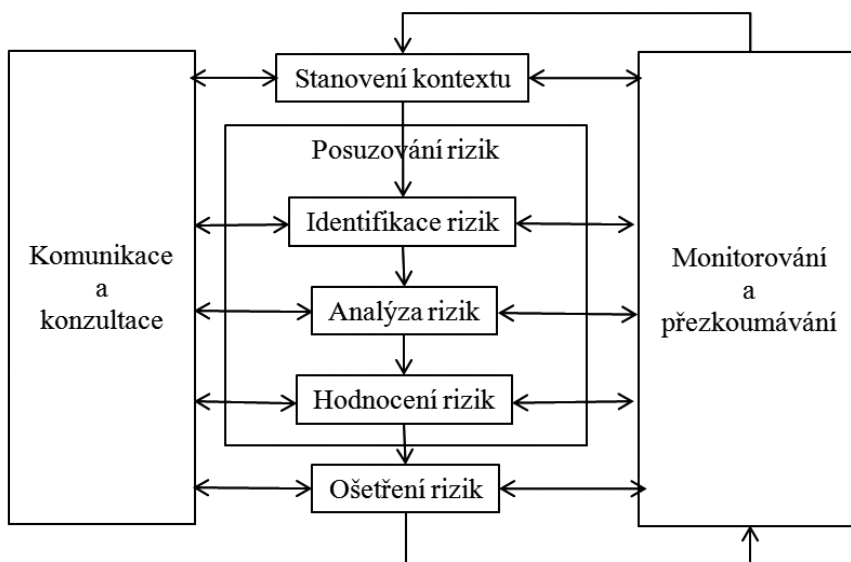 Stanovení kontextu
Posuzování rizik
Identifikace rizik
Komunikace
a
konzultace
Analýza rizik
Monitorování
a
přezkoumávání
Hodnocení rizik
Ošetření rizik